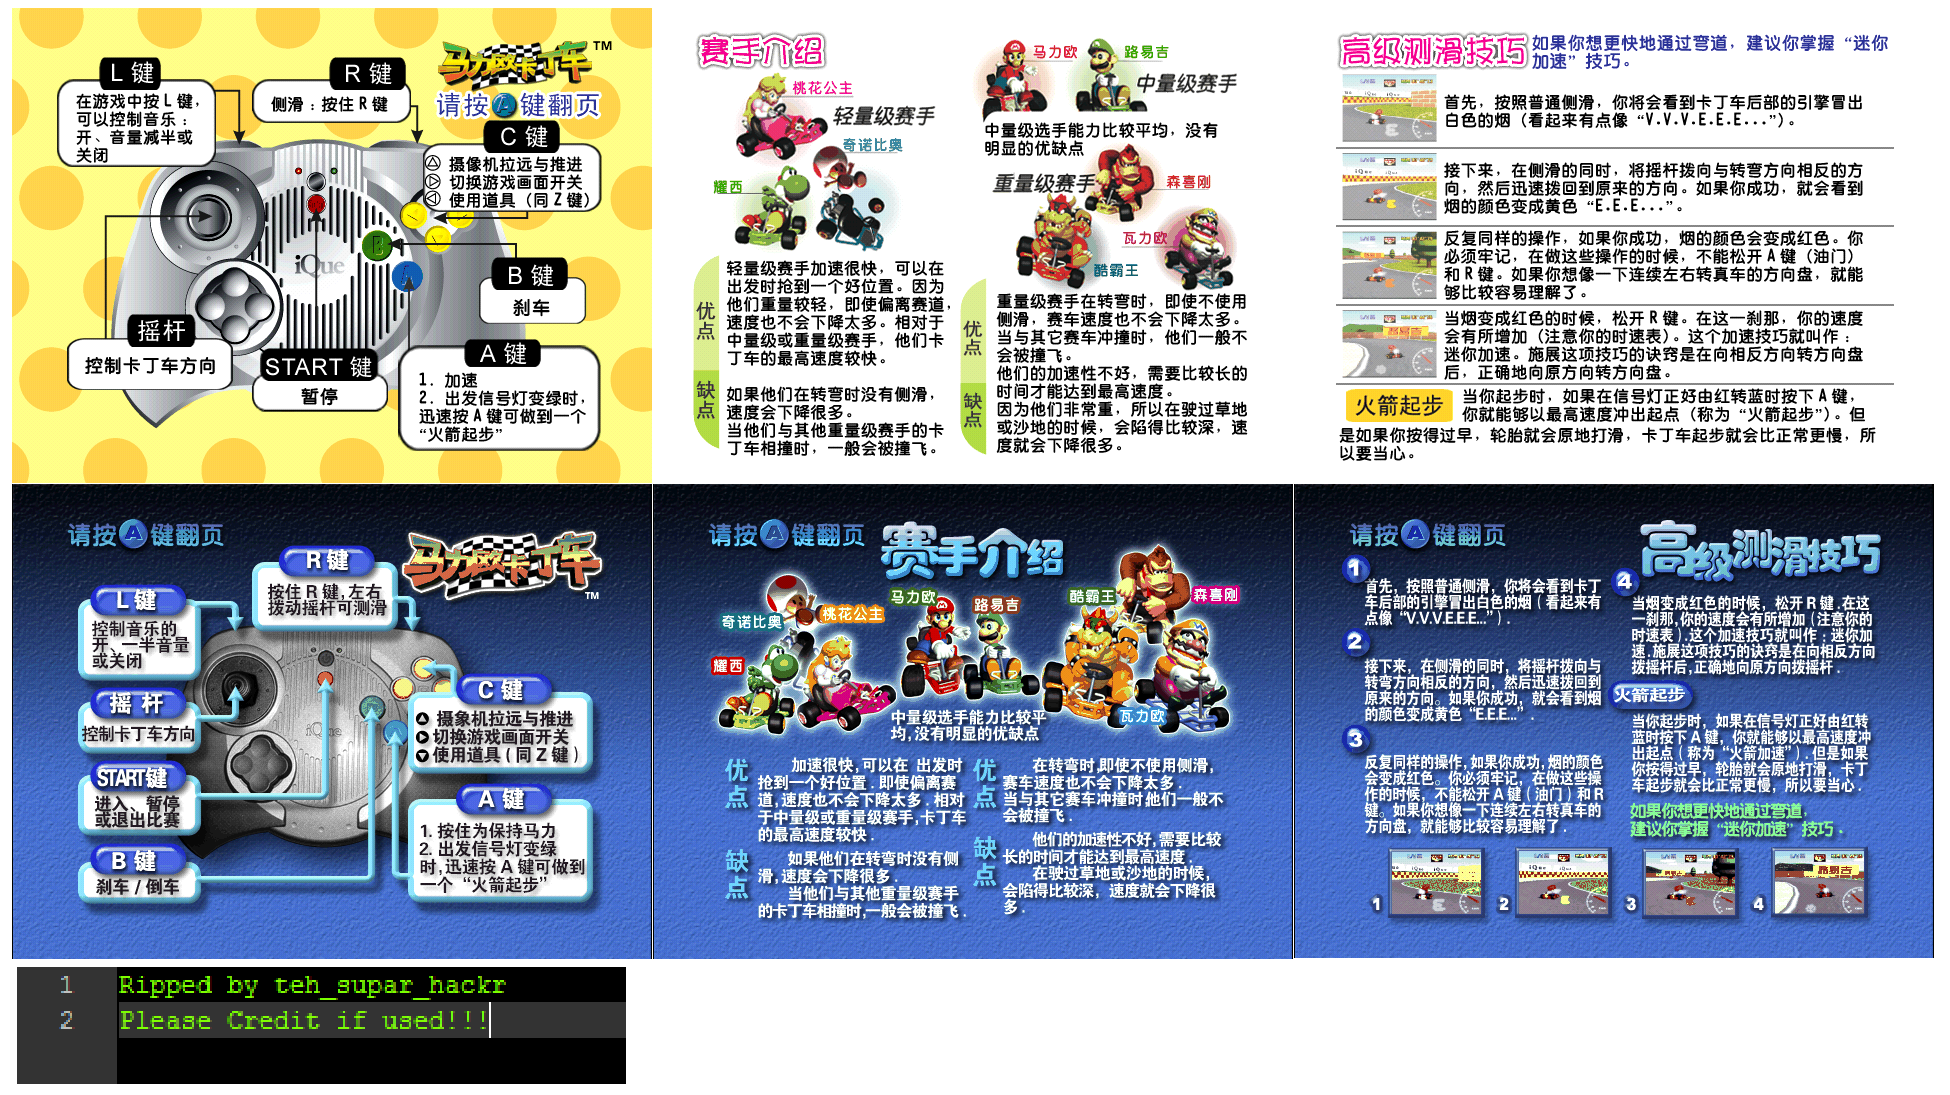 马力欧卡丁车 TM
请按A键翻页
L 键
在游戏中按 L 键，
可以控制音乐：
开、音量减半或
关闭
R 键
侧滑：按住 R 键
C 键
摄像机拉远与推进
切换游戏画面开关
使用道具（同 Z 键）
iQue
B
A
B 键
刹车
摇杆
控制卡丁车方向
START 键
暂停
A 键
1．加速
2．出发信号灯变绿时，
迅速按 A 键可做到一个
“火箭起步”
赛手介绍
桃花公主
轻量级赛手
奇诺比奥
耀西
马力欧
路易吉
中量级赛手
中量级选手能力比较平均，没有
明显的优缺点
重量级赛手
森喜刚
瓦力欧
酷霸王
优点
轻量级赛手加速很快，可以在
出发时抢到一个好位置。因为
他们重量较轻，即使偏离赛道，
速度也不会下降太多。相对于
中量级或重量级赛手，他们卡
丁车的最高速度较快。
缺点
如果他们在转弯时没有侧滑，
速度会下降很多。
当他们与其他重量级赛手的卡
丁车相撞时，一般会被撞飞。
优点
重量级赛手在转弯时，即使不使用
侧滑，赛车速度也不会下降太多。
当与其它赛车冲撞时，他们一般不
会被撞飞。
缺点
他们的加速性不好，需要比较长的
时间才能达到最高速度。
因为他们非常重，所以在驶过草地
或沙地的时候，会陷得比较深，速
度就会下降很多。
高级测滑技巧
如果你想更快地通过弯道，建议你掌握“迷你
加速”技巧。
首先，按照普通侧滑，你将会看到卡丁车后部的引擎冒出
白色的烟（看起来有点像“V.V.V.E.E.E...”）。
接下来，在侧滑的同时，将摇杆拨向与转弯方向相反的方
向，然后迅速拨回到原来的方向。如果你成功，就会看到
烟的颜色变成黄色“E.E.E...”。
反复同样的操作，如果你成功，烟的颜色会变成红色。你
必须牢记，在做这些操作的时候，不能松开 A 键（油门）
和 R 键。如果你想像一下连续左右转真车的方向盘，就能
够比较容易理解了。
当烟变成红色的时候，松开 R 键。在这一刹那，你的速度
会有所增加（注意你的时速表）。这个加速技巧就叫作：
迷你加速。施展这项技巧的诀窍是在向相反方向转方向盘
后，正确地向原方向转方向盘。
火箭起步
当你起步时，如果在信号灯正好由红转蓝时按下 A 键，
你就能够以最高速度冲出起点（称为“火箭起步”）。但
是如果你按得过早，轮胎就会原地打滑，卡丁车起步就会比正常更慢，所
以要当心。
请按A键翻页
马力欧卡丁车 TM
R 键
按住 R 键，左右
拨动摇杆可测滑
L 键
控制音乐的
开、一半音量
或关闭
摇 杆
控制卡丁车方向
START键
进入、暂停
或退出比赛
B 键
刹车 / 倒车
iQue
C 键
摄象机拉远与推进
切换游戏画面开关
使用道具（同 Z 键）
A 键
1. 按住为保持马力
2. 出发信号灯变绿
时，迅速按 A 键可做到
一个“火箭起步”
请按A键翻页
赛手介绍
奇诺比奥
桃花公主
耀西
马力欧
路易吉
酷霸王
森喜刚
瓦力欧
中量级选手能力比较平
均，没有明显的优缺点
优点
加速很快，可以在 出发时
抢到一个好位置．即使偏离赛
道，速度也不会下降太多．相对
于中量级或重量级赛手，卡丁车
的最高速度较快．
缺点
如果他们在转弯时没有侧
滑，速度会下降很多．
当他们与其他重量级赛手
的卡丁车相撞时，一般会被撞飞．
优点
在转弯时，即使不使用侧滑，
赛车速度也不会下降太多．
当与其它赛车冲撞时他们一般不
会被撞飞．
缺点
他们的加速性不好，需要比较
长的时间才能达到最高速度．
在驶过草地或沙地的时候，
会陷得比较深，速度就会下降很
多．
请按A键翻页
高级测滑技巧
1
首先，按照普通侧滑，你将会看到卡丁
车后部的引擎冒出白色的烟（看起来有
点像“V.V.V.E.E.E...”）．
2
接下来，在侧滑的同时，将摇杆拨向与
转弯方向相反的方向，然后迅速拨回到
原来的方向。如果你成功，就会看到烟
的颜色变成黄色“E.E.E...”．
3
反复同样的操作，如果你成功，烟的颜色
会变成红色。你必须牢记，在做这些操
作的时候，不能松开 A 键（油门）和 R
键。如果你想像一下连续左右转真车的
方向盘，就能够比较容易理解了．
4
当烟变成红色的时候，松开 R 键．在这
一刹那，你的速度会有所增加（注意你的
时速表）．这个加速技巧就叫作：迷你加
速．施展这项技巧的诀窍是在向相反方向
拨摇杆后，正确地向原方向拨摇杆．
火箭起步
当你起步时，如果在信号灯正好由红转
蓝时按下 A 键，你就能够以最高速度冲
出起点（称为“火箭加速”）．但是如果
你按得过早，轮胎就会原地打滑，卡丁
车起步就会比正常更慢，所以要当心．
如果你想更快地通过弯道，
建议你掌握“迷你加速”技巧．
1
2
3
4
路易吉
1 Ripped by teh_supar_hackr
2 Please Credit if used!!!